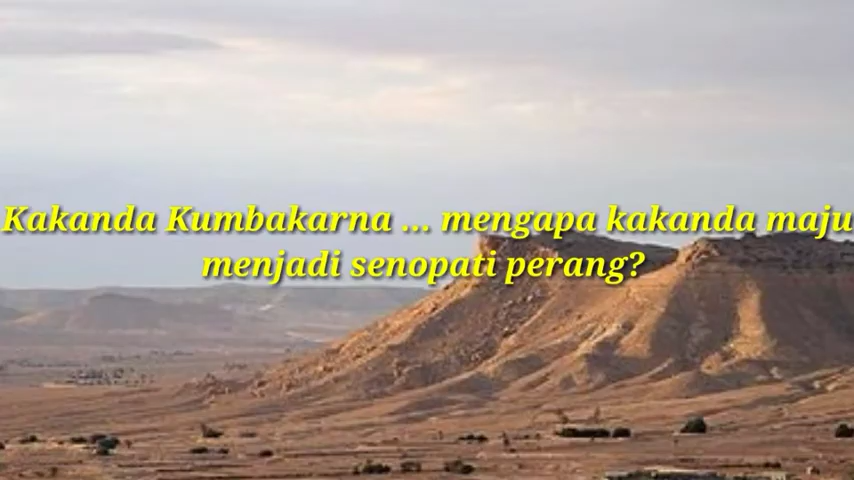 Kakanda Kumbakarna ... mengapa kakanda maju
menjadi senopati perang?